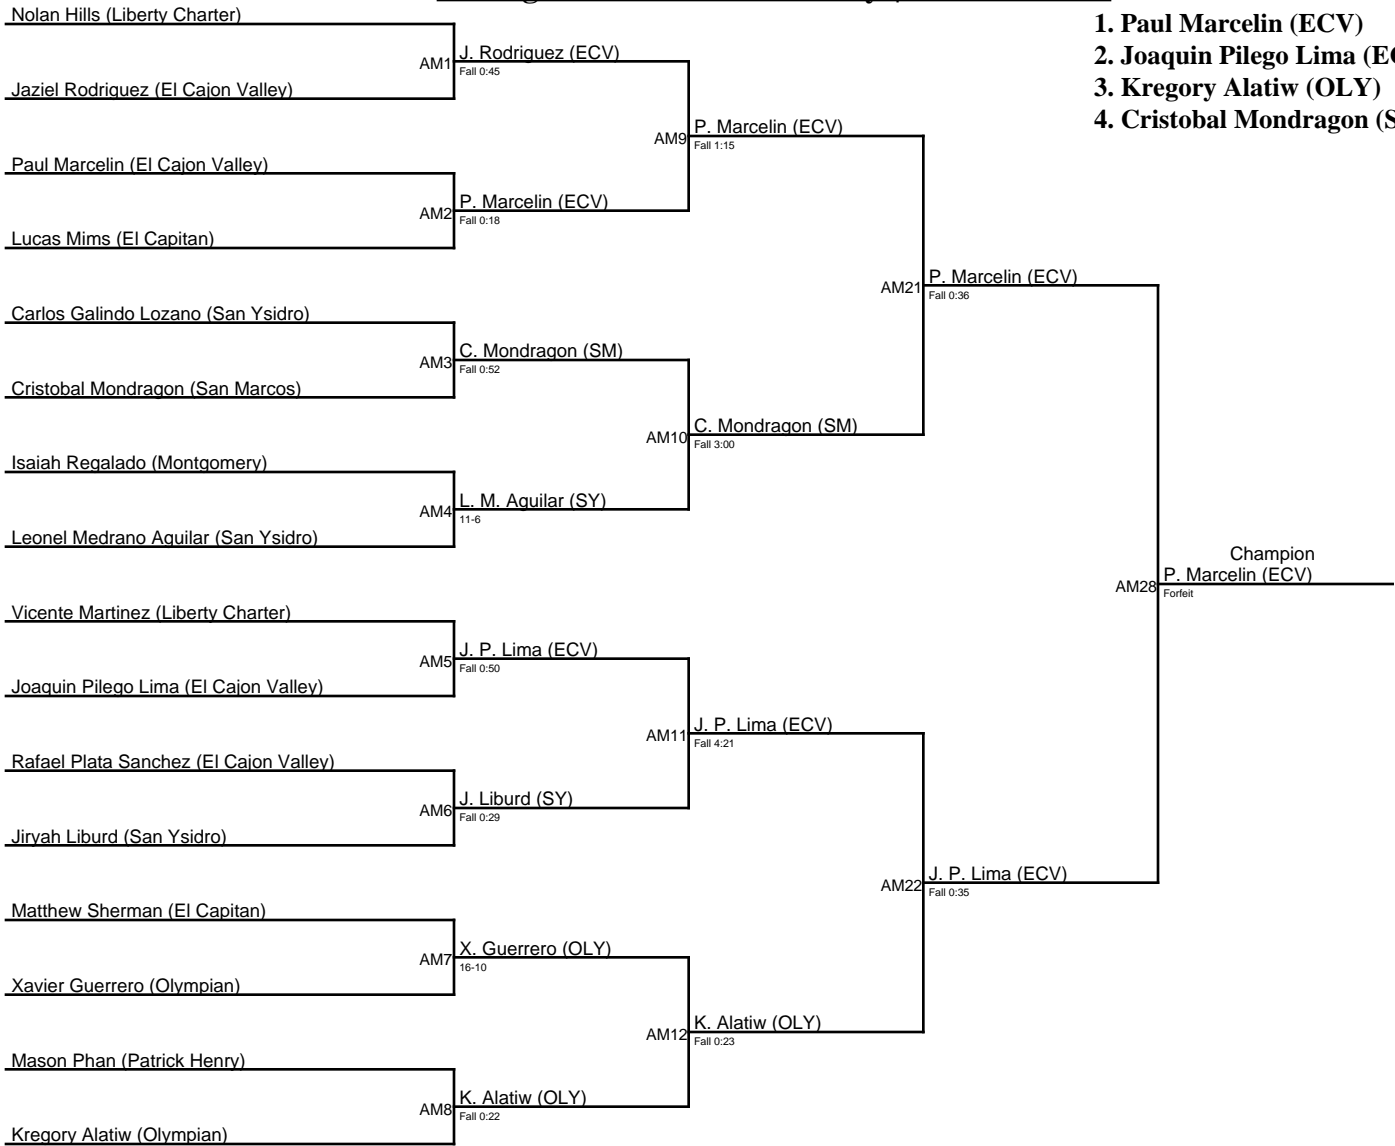 Nolan Hills (Liberty Charter)
AM1
J. Rodriguez (ECV)
Fall 0:45
Jaziel Rodriguez (El Cajon Valley)
AM9
P. Marcelin (ECV)
Fall 1:15
Paul Marcelin (El Cajon Valley)
AM2
P. Marcelin (ECV)
Fall 0:18
Lucas Mims (El Capitan)
AM21
P. Marcelin (ECV)
Fall 0:36
Carlos Galindo Lozano (San Ysidro)
AM3
C. Mondragon (SM)
Fall 0:52
Cristobal Mondragon (San Marcos)
AM10
C. Mondragon (SM)
Fall 3:00
Isaiah Regalado (Montgomery)
AM4
L. M. Aguilar (SY)
11-6
Leonel Medrano Aguilar (San Ysidro)
Champion
AM28
P. Marcelin (ECV)
Forfeit
Vicente Martinez (Liberty Charter)
AM5
J. P. Lima (ECV)
Fall 0:50
Joaquin Pilego Lima (El Cajon Valley)
AM11
J. P. Lima (ECV)
Fall 4:21
Rafael Plata Sanchez (El Cajon Valley)
AM6
J. Liburd (SY)
Fall 0:29
Jiryah Liburd (San Ysidro)
AM22
J. P. Lima (ECV)
Fall 0:35
Matthew Sherman (El Capitan)
AM7
X. Guerrero (OLY)
16-10
Xavier Guerrero (Olympian)
AM12
K. Alatiw (OLY)
Fall 0:23
Mason Phan (Patrick Henry)
AM8
K. Alatiw (OLY)
Fall 0:22
Kregory Alatiw (Olympian)
1. Paul Marcelin (ECV)
2. Joaquin Pilego Lima (EC
3. Kregory Alatiw (OLY)
4. Cristobal Mondragon (S